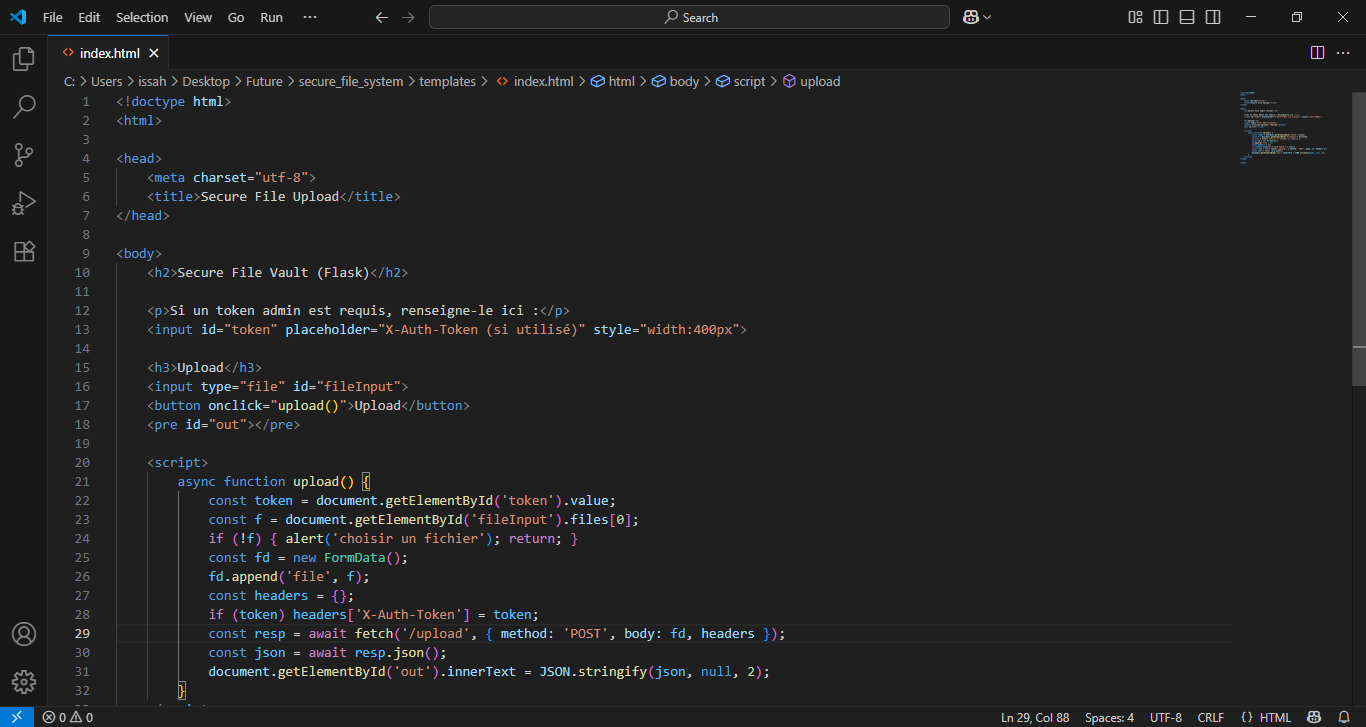 File Edit Selection View Go Run ··· Search
index.html
C: > Users > issah > Desktop > Future > secure_file_system > templates > index.html > html > body > script > upload
1 <!doctype html>
2 <html>
3
4 <head>
5 <meta charset="utf-8">
6 <title>Secure File Upload</title>
7 </head>
8
9 <body>
10 <h2>Secure File Vault (Flask)</h2>
11
12 <p>Si un token admin est requis, renseigne-le ici :</p>
13 <input id="token" placeholder="X-Auth-Token (si utilisé)" style="width:400px">
14
15 <h3>Upload</h3>
16 <input type="file" id="fileInput">
17 <button onclick="upload()">Upload</button>
18 <pre id="out"></pre>
19
20 <script>
21 async function upload() {
22 const token = document.getElementById('token').value;
23 const f = document.getElementById('fileInput').files[0];
24 if (!f) { alert('choisir un fichier'); return; }
25 const fd = new FormData();
26 fd.append('file', f);
27 const headers = {};
28 if (token) headers['X-Auth-Token'] = token;
29 const resp = await fetch('/upload', { method: 'POST', body: fd, headers });
30 const json = await resp.json();
31 document.getElementById('out').innerText = JSON.stringify(json, null, 2);
32 }
0 0 Ln 29, Col 88 Spaces: 4 UTF-8 CRLF {} HTML